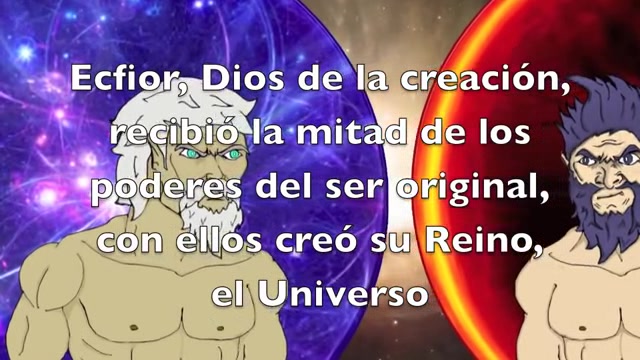 Ecfior, Dios de la creación,
recibió la mitad de los
poderes del ser original,
con ellos creó su Reino,
el Universo